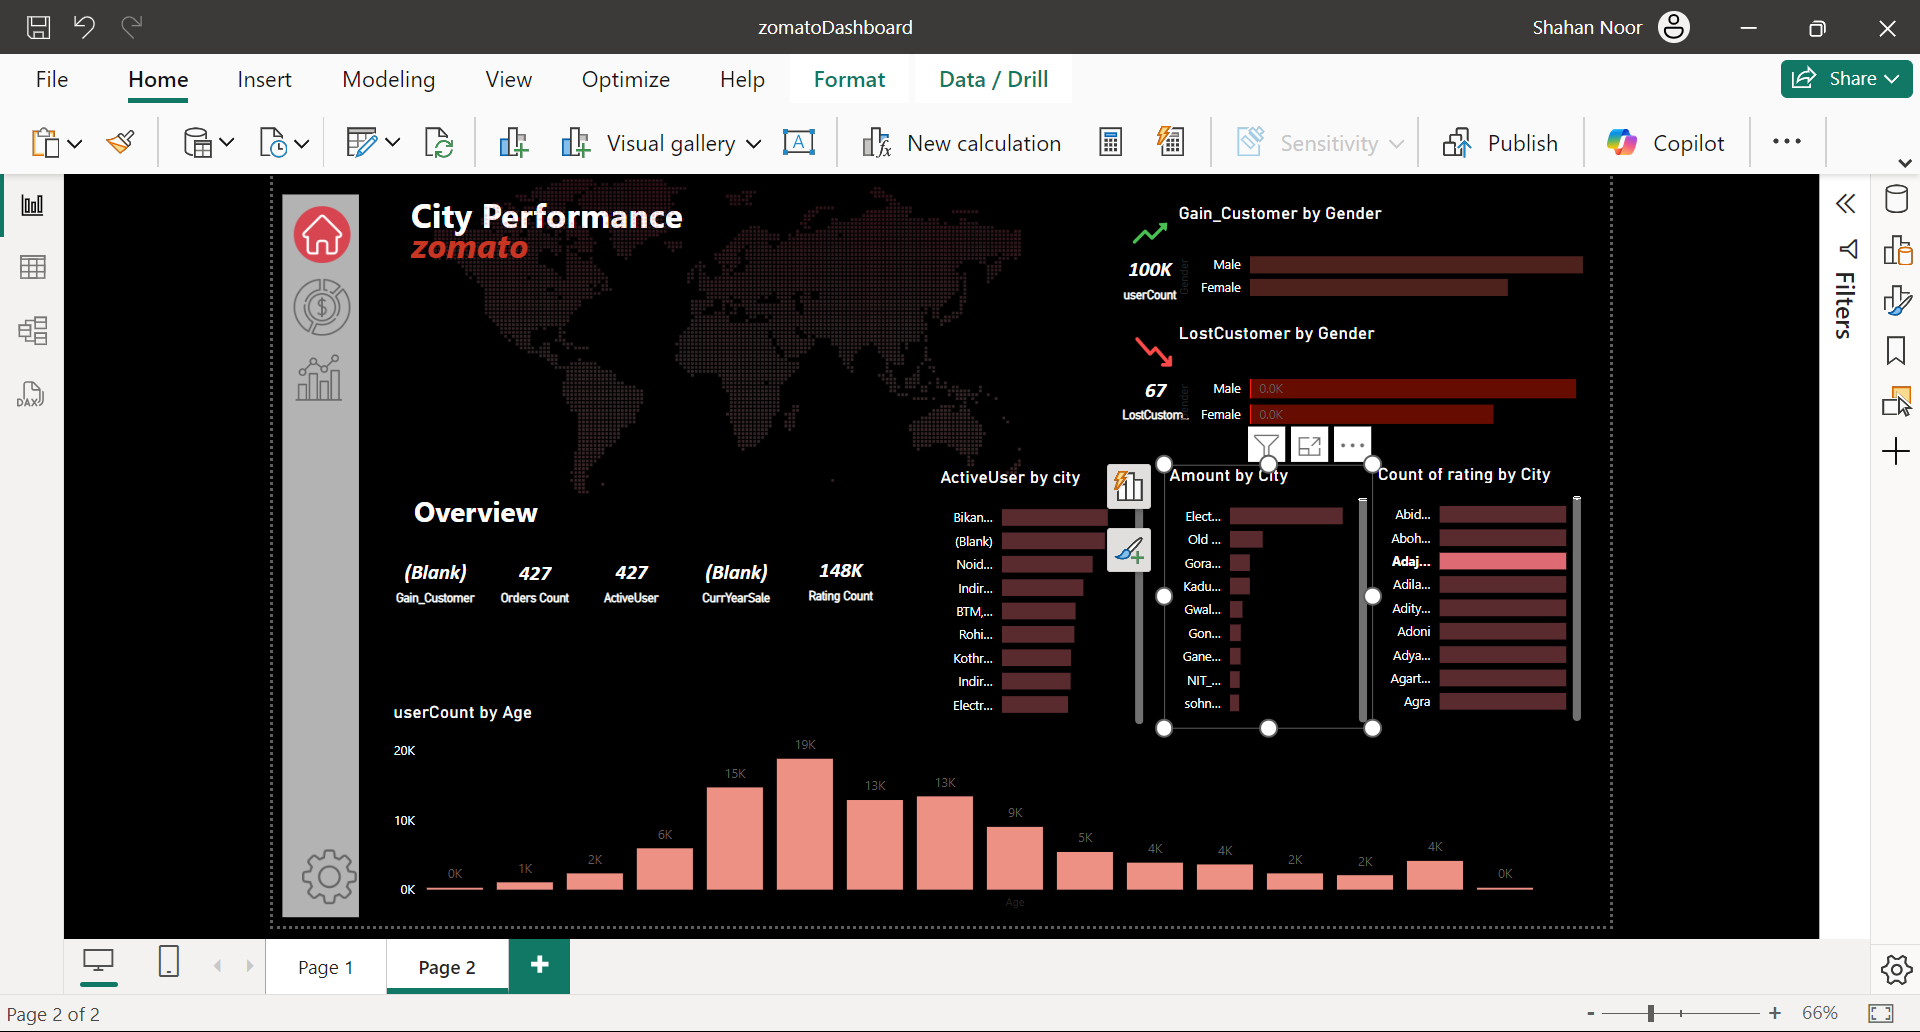 zomatoDashboard
Shahan Noor
File
Home
Insert
Modeling
View
Optimize
Help
Format
Data / Drill
Share
Visual gallery
New calculation
Sensitivity
Publish
Copilot
DAX
City Performance
zomato
Gain_Customer by Gender
100K
userCount
Gender
Male
Female
LostCustomer by Gender
67
LostCustom...
Male
0.0K
Female
0.0K
Filters
ActiveUser by city
Bikan...
(Blank)
Noid...
Indir...
BTM,...
Rohi...
Kothr...
Indir...
Electr...
Amount by City
Elect...
Old ...
Gora...
Kadu...
Gwal...
Gon...
Gane...
NIT_...
sohn...
Count of rating by City
Abid...
Aboh...
Adaj...
Adila...
Adity...
Adoni
Adya...
Agart...
Agra
Overview
(Blank)
Gain_Customer
427
Orders Count
427
ActiveUser
(Blank)
CurrYearSale
148K
Rating Count
userCount by Age
20K
10K
0K
0K
1K
2K
6K
15K
19K
13K
13K
9K
5K
4K
4K
2K
2K
4K
0K
Age
Page 1
Page 2
Page 2 of 2
66%